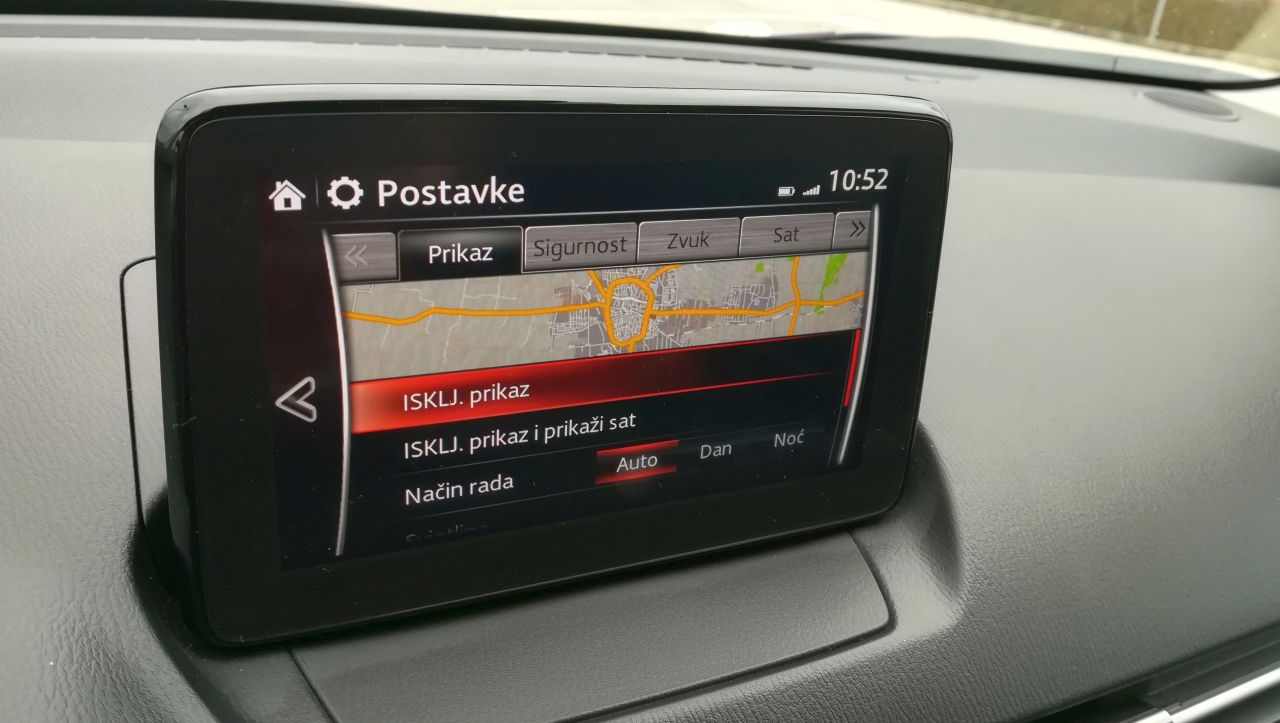 Postavke
10:52
Prikaz Sigurnost Zvuk Sat
ISKLJ. prikaz
ISKLJ. prikaz i prikaži sat
Način rada Auto Dan Noć